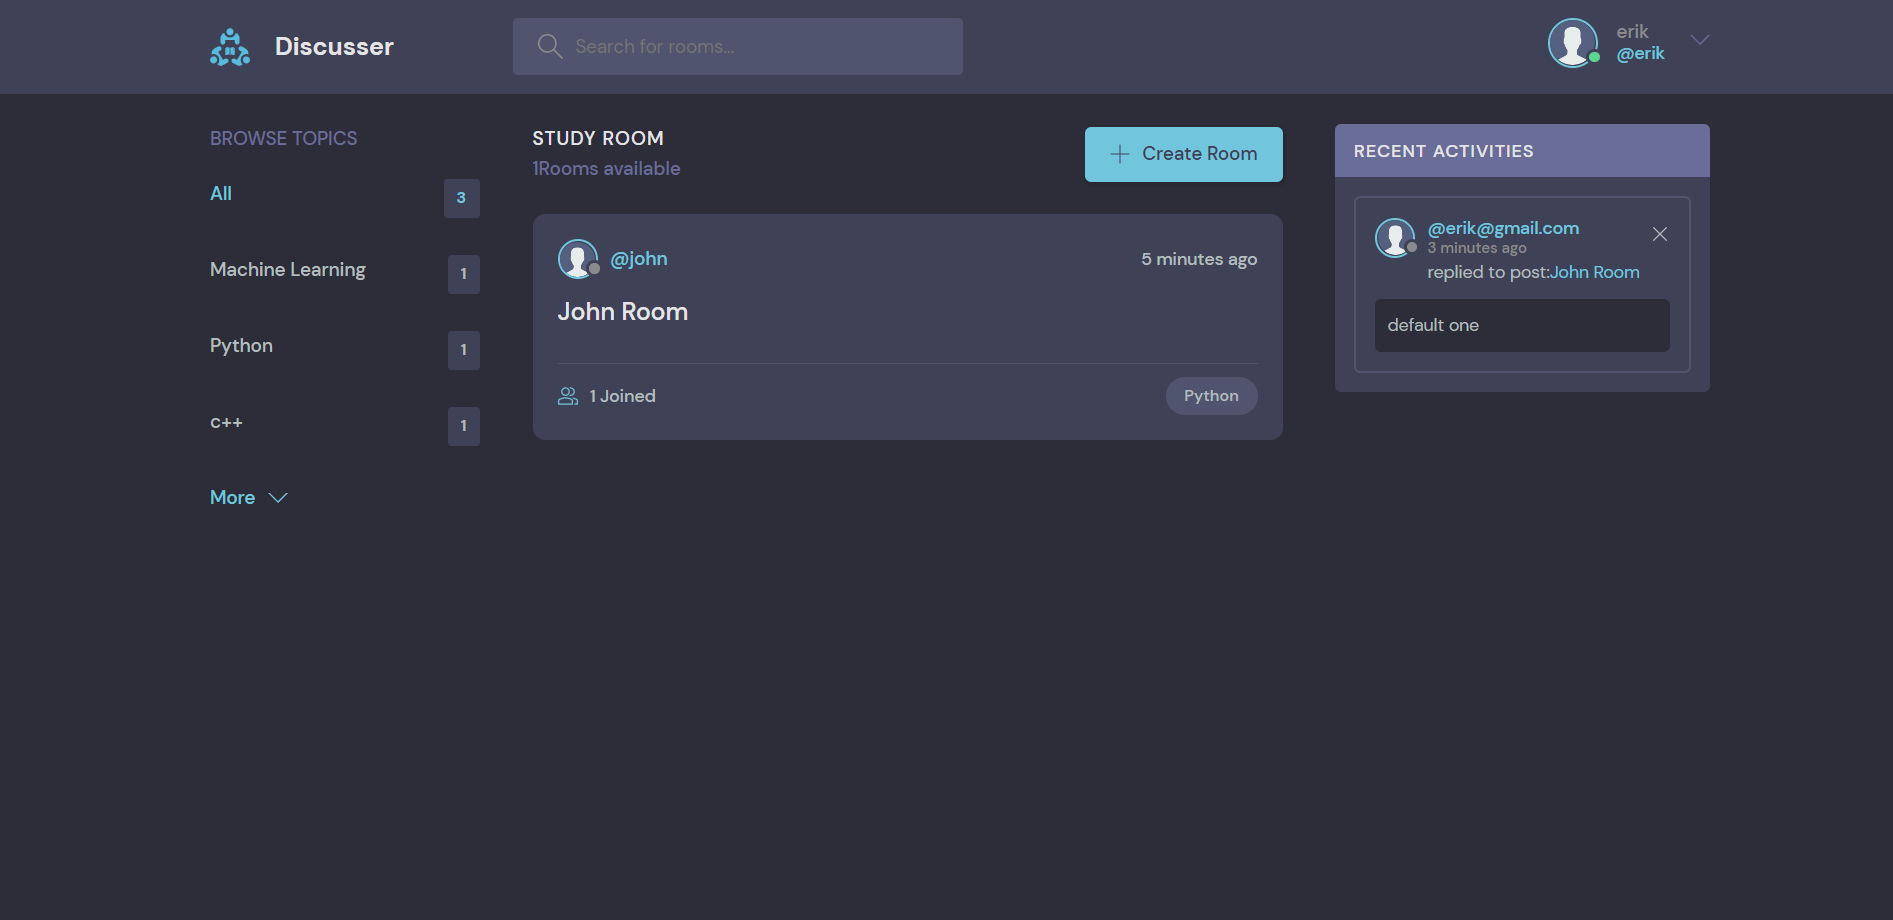 Discusser
Search for rooms...
erik
@erik
BROWSE TOPICS
All
3
Machine Learning
1
Python
1
c++
1
More
STUDY ROOM
1Rooms available
Create Room
@john
5 minutes ago
John Room
1 Joined
Python
RECENT ACTIVITIES
@erik@gmail.com
3 minutes ago
replied to post:John Room
default one